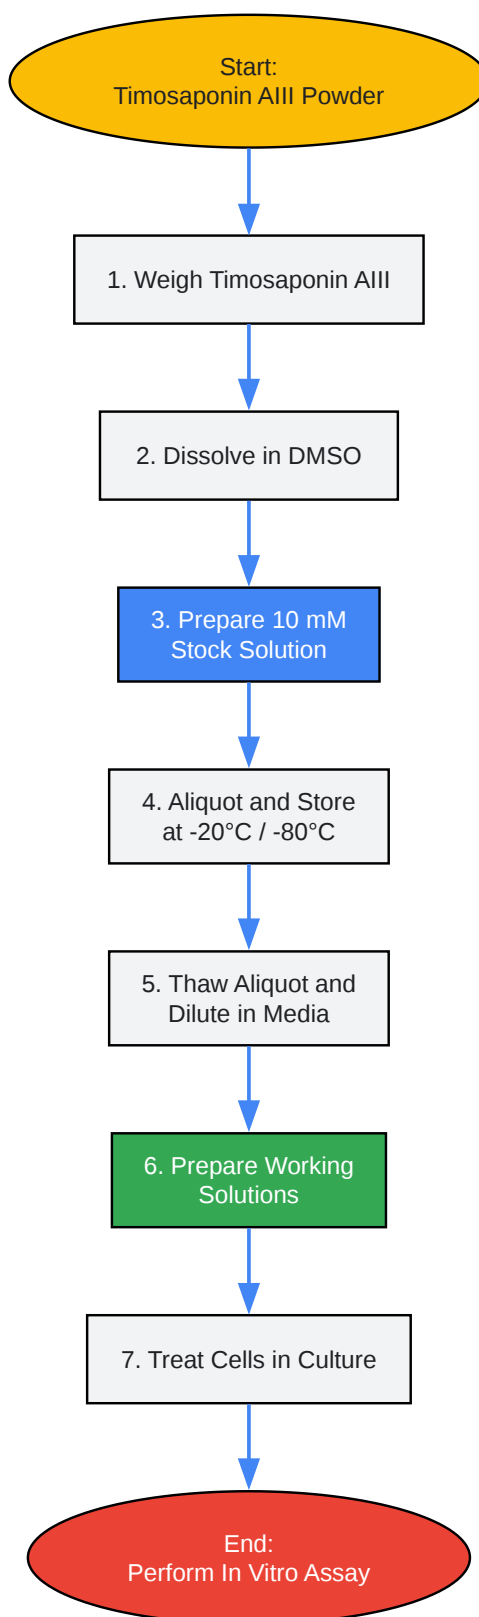 Start:
Timosaponin AIII Powder
1. Weigh Timosaponin AIII
2. Dissolve in DMSO
3. Prepare 10 mM
Stock Solution
4. Aliquot and Store
at -20°C / -80°C
5. Thaw Aliquot and
Dilute in Media
6. Prepare Working
Solutions
7. Treat Cells in Culture
End:
Perform In Vitro Assay